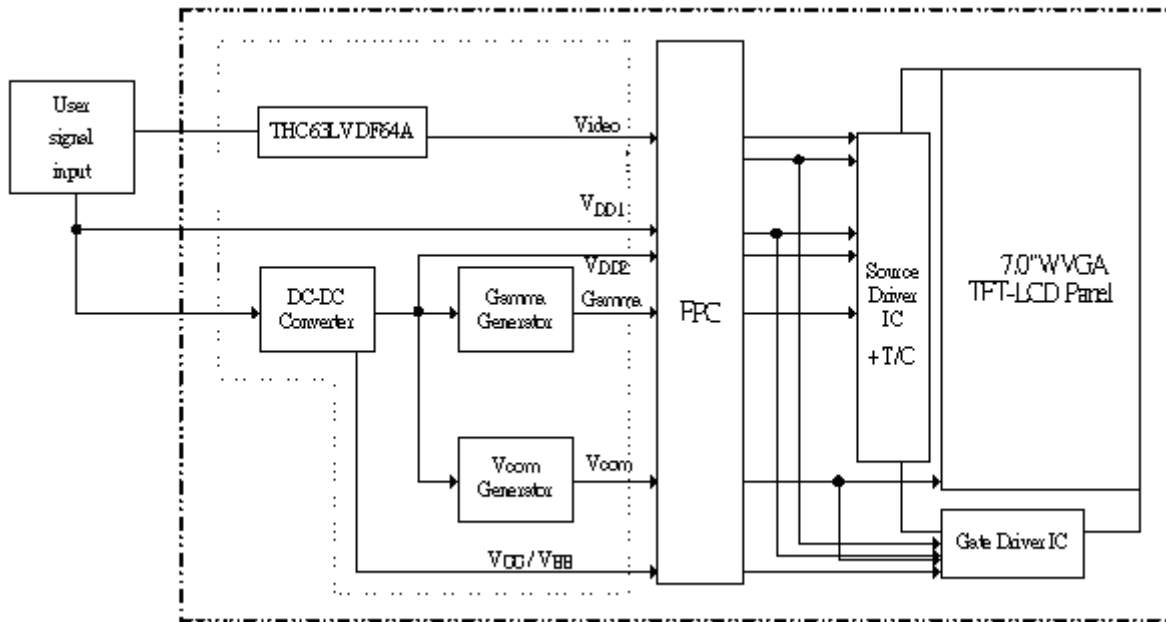 User
signal
input
THC63LVDF64A
Video
VDD1
VDD2
DC-DC
Converter
Gamma
Generator
Gamma
FPC
Source
Driver
IC
+T/C
7.0"WVGA
TFT-LCD Panel
Vcom
Generator
Vcom
VGG / VEE
Gate Driver IC